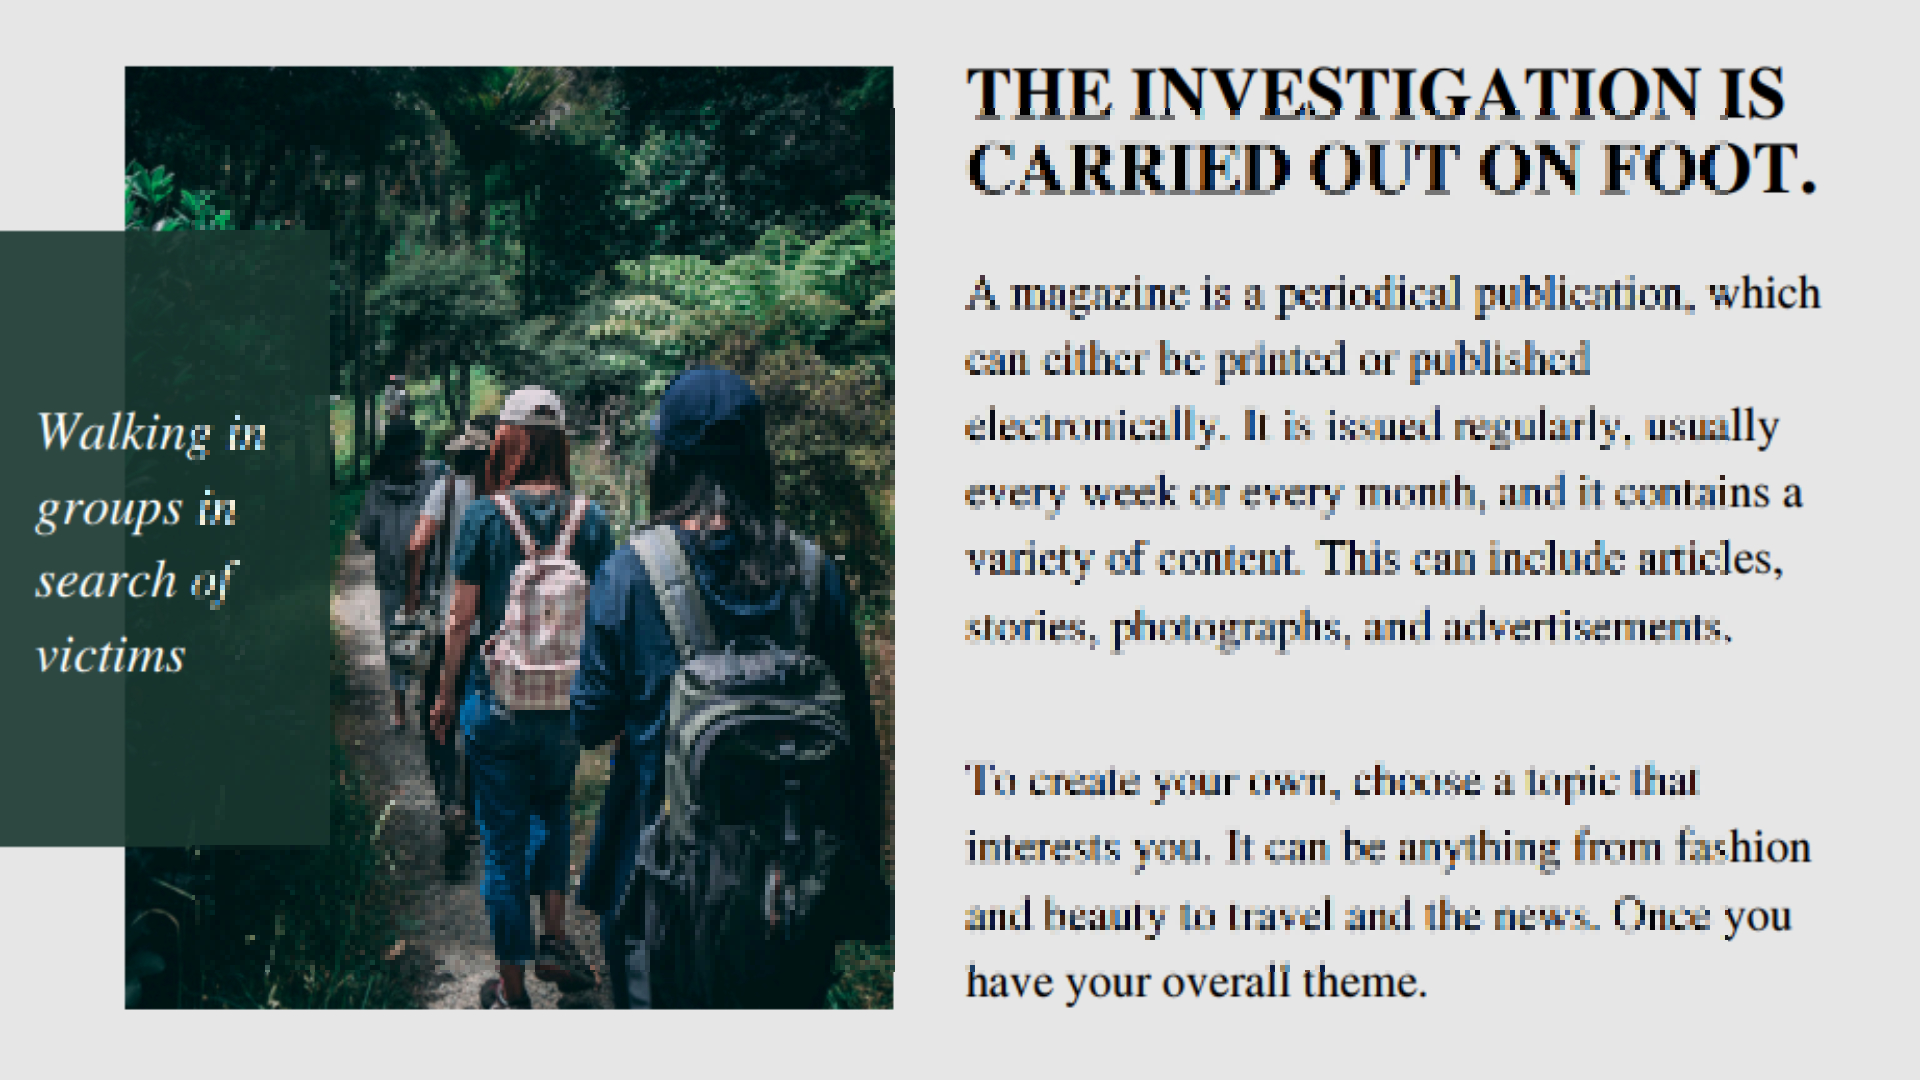 Walking in
groups in
search of
victims
THE INVESTIGATION IS
CARRIED OUT ON FOOT.
A magazine is a periodical publication, which
can either be printed or published
electronically. It is issued regularly, usually
every week or every month, and it contains a
variety of content. This can include articles,
stories, photographs, and advertisements.
To create your own, choose a topic that
interests you. It can be anything from fashion
and beauty to travel and the news. Once you
have your overall theme.